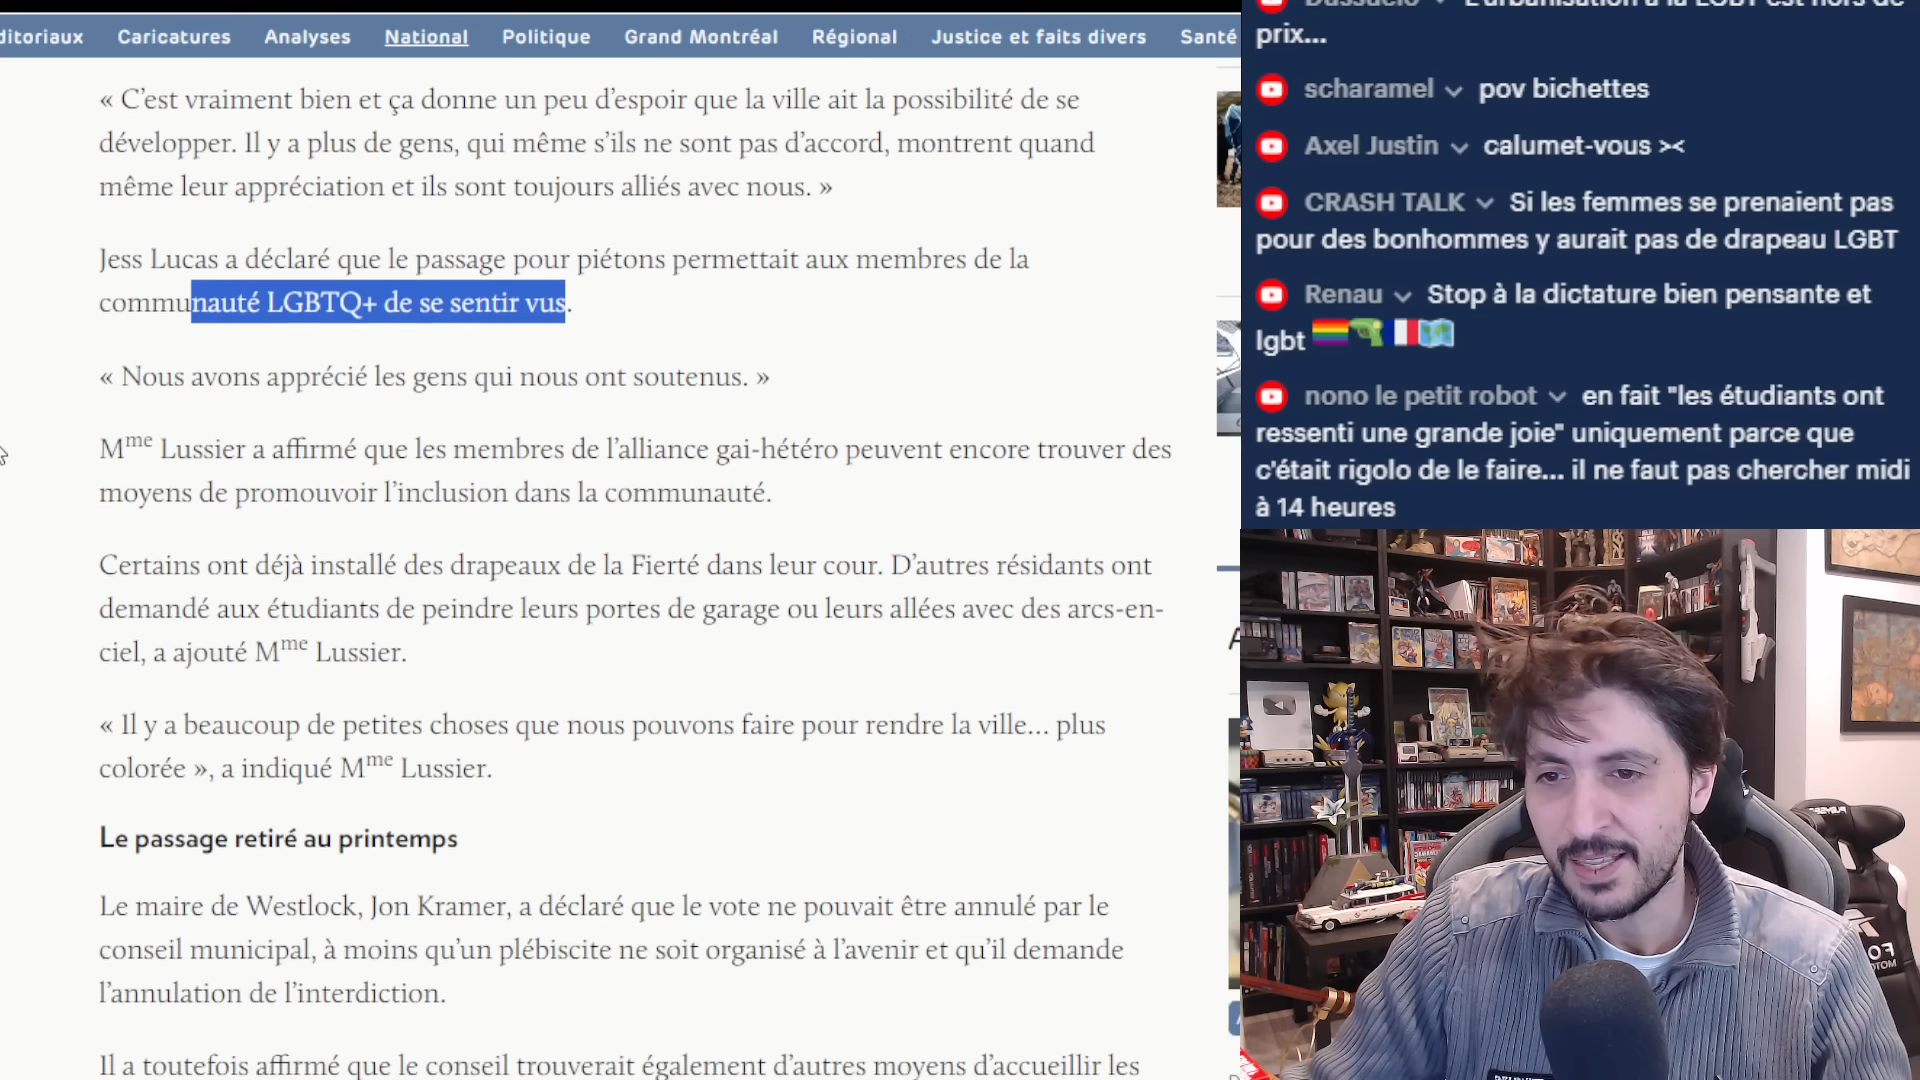 ditoriaux Caricatures Analyses National Politique Grand Montréal Régional Justice et faits divers Santé
« C’est vraiment bien et ça donne un peu d’espoir que la ville ait la possibilité de se
développer. Il y a plus de gens, qui même s’ils ne sont pas d’accord, montrent quand
même leur appréciation et ils sont toujours alliés avec nous. »
Jess Lucas a déclaré que le passage pour piétons permettait aux membres de la
communauté LGBTQ+ de se sentir vus.
« Nous avons apprécié les gens qui nous ont soutenus. »
Mme Lussier a affirmé que les membres de l’alliance gai-hétéro peuvent encore trouver des
moyens de promouvoir l’inclusion dans la communauté.
Certains ont déjà installé des drapeaux de la Fierté dans leur cour. D’autres résidants ont
demandé aux étudiants de peindre leurs portes de garage ou leurs allées avec des arcs-en-
ciel, a ajouté Mme Lussier.
« Il y a beaucoup de petites choses que nous pouvons faire pour rendre la ville... plus
colorée », a indiqué Mme Lussier.
Le passage retiré au printemps
Le maire de Westlock, Jon Kramer, a déclaré que le vote ne pouvait être annulé par le
conseil municipal, à moins qu’un plébiscite ne soit organisé à l’avenir et qu’il demande
l’annulation de l’interdiction.
Il a toutefois affirmé que le conseil trouverait également d’autres moyens d’accueillir les
prix...
scharamel pov bichettes
Axel Justin calumet-vous ><
CRASH TALK Si les femmes se prenaient pas
pour des bonhommes y aurait pas de drapeau LGBT
Renau Stop à la dictature bien pensante et
lgbt
nono le petit robot en fait "les étudiants ont
ressenti une grande joie" uniquement parce que
c'était rigolo de le faire... il ne faut pas chercher midi
à 14 heures